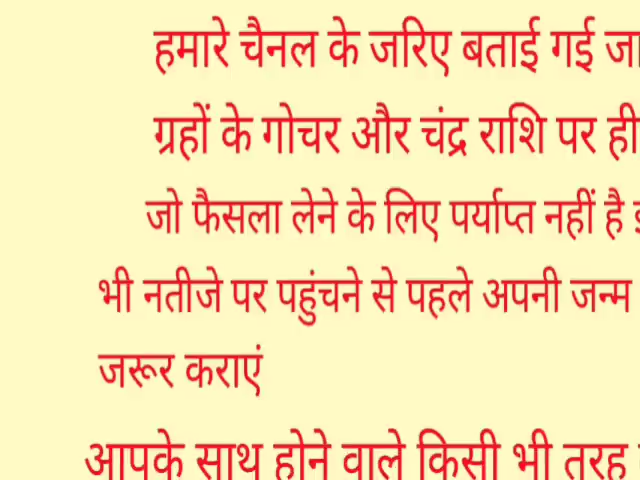 हमारे चैनल के जरिए बताई गई
ग्रहों के गोचर और चंद्र राशि पर ही
जो फैसला लेने के लिए पर्याप्त नहीं है
भी नतीजे पर पहुंचने से पहले अपनी जन्म
जरूर कराएं
आपके साथ होने वाले किसी भी तरह